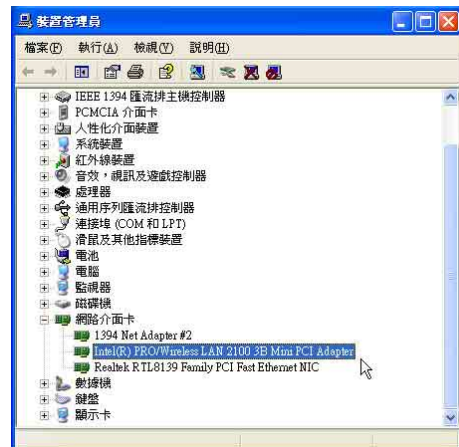 裝置管理員
檔案(F) 執行(A) 檢視(V) 說明(H)
IEEE 1394 匯流排主機控制器
PCMCIA 介面卡
人性化介面裝置
系統裝置
紅外線裝置
音效，視訊及遊戲控制器
處理器
通用序列匯流排控制器
連接埠 (COM 和 LPT)
滑鼠及其他指標裝置
電池
電腦
監視器
磁碟機
網路介面卡
1394 Net Adapter #2
Intel(R) PRO/Wireless LAN 2100 3B Mini PCI Adapter
Realtek RTL8139 Family PCI Fast Ethernet NIC
數據機
鍵盤
顯示卡